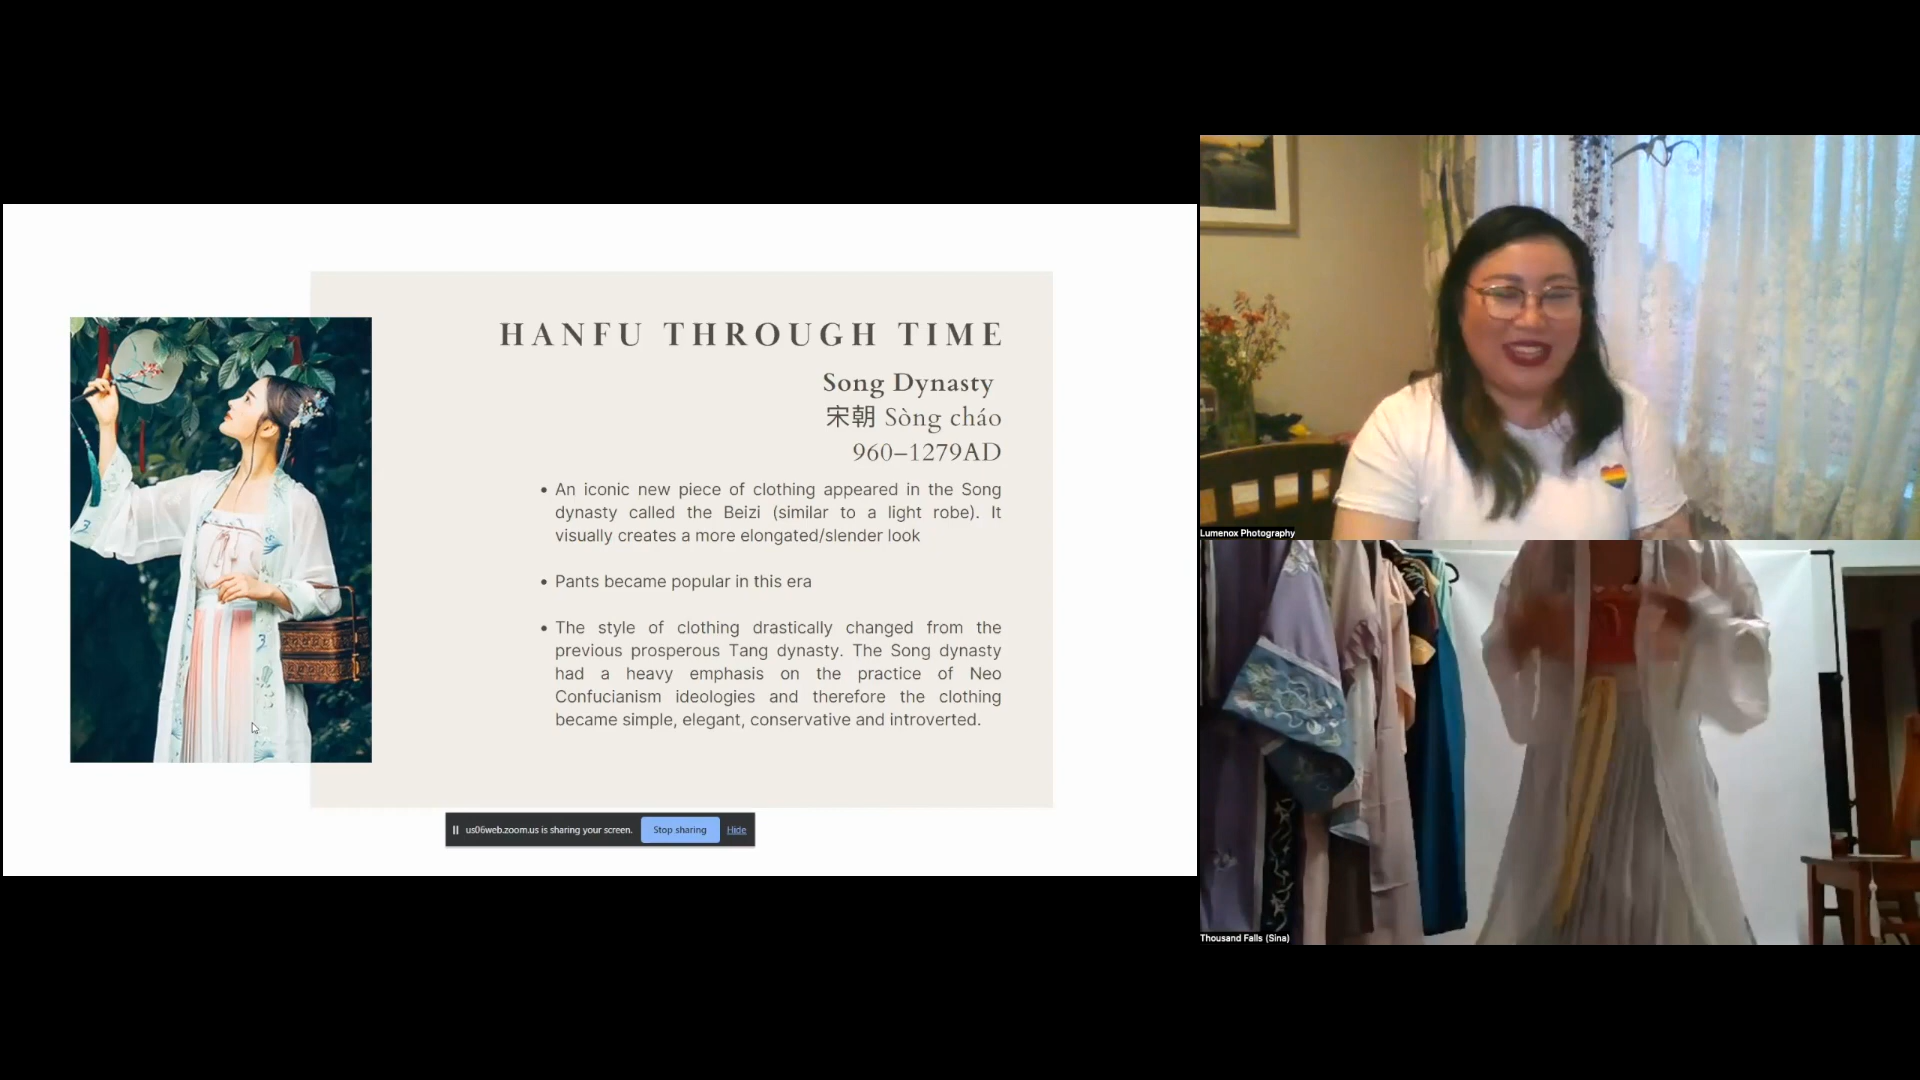 HANFU THROUGH TIME
Song Dynasty
宋朝 Sòng cháo
960–1279AD
• An iconic new piece of clothing appeared in the Song
dynasty called the Beizi (similar to a light robe). It
visually creates a more elongated/slender look
• Pants became popular in this era
• The style of clothing drastically changed from the
previous prosperous Tang dynasty. The Song dynasty
had a heavy emphasis on the practice of Neo
Confucianism ideologies and therefore the clothing
became simple, elegant, conservative and introverted.
us06web.zoom.us is sharing your screen.
Stop sharing
Hide
Lumenox Photography
Thousand Falls (Sina)